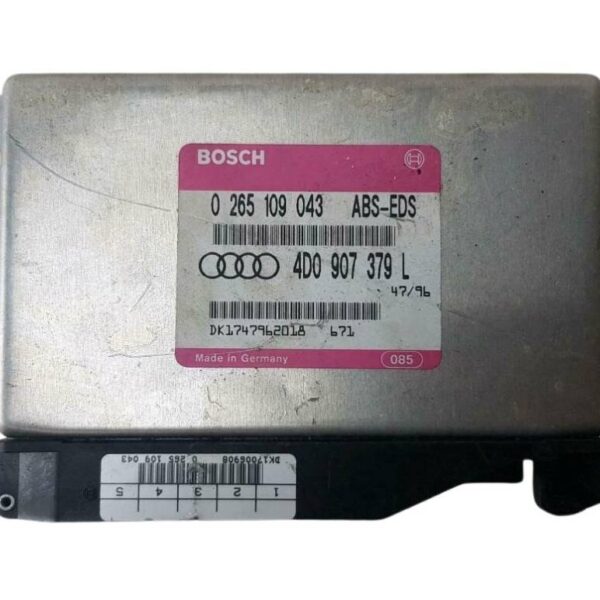 BOSCH
0 265 109 043 ABS-EDS
4D0 907 379 L
47/96
DK1747962018 671
Made in Germany 085
1 2 3 4 5
DK17006908 0 265 109 043